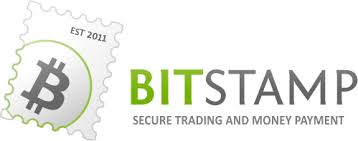 EST 2011
BITSTAMP
SECURE TRADING AND MONEY PAYMENT